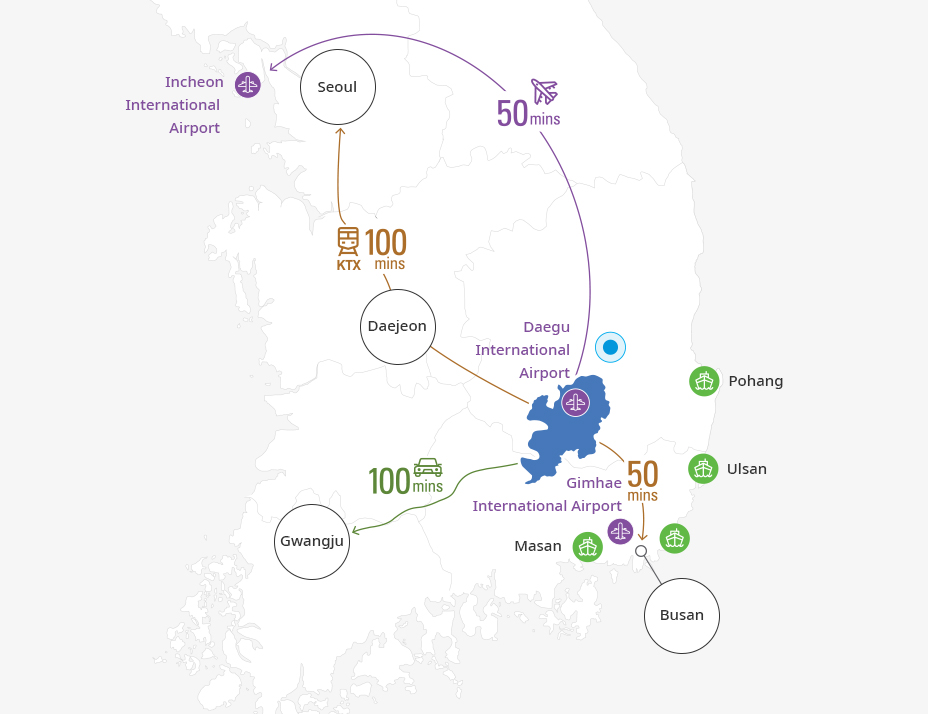 Incheon
International
Airport
Seoul
50 mins
KTX
100
mins
Daejeon
Daegu
International
Airport
Pohang
100 mins
50
mins
Ulsan
Gimhae
International Airport
Gwangju
Masan
Busan